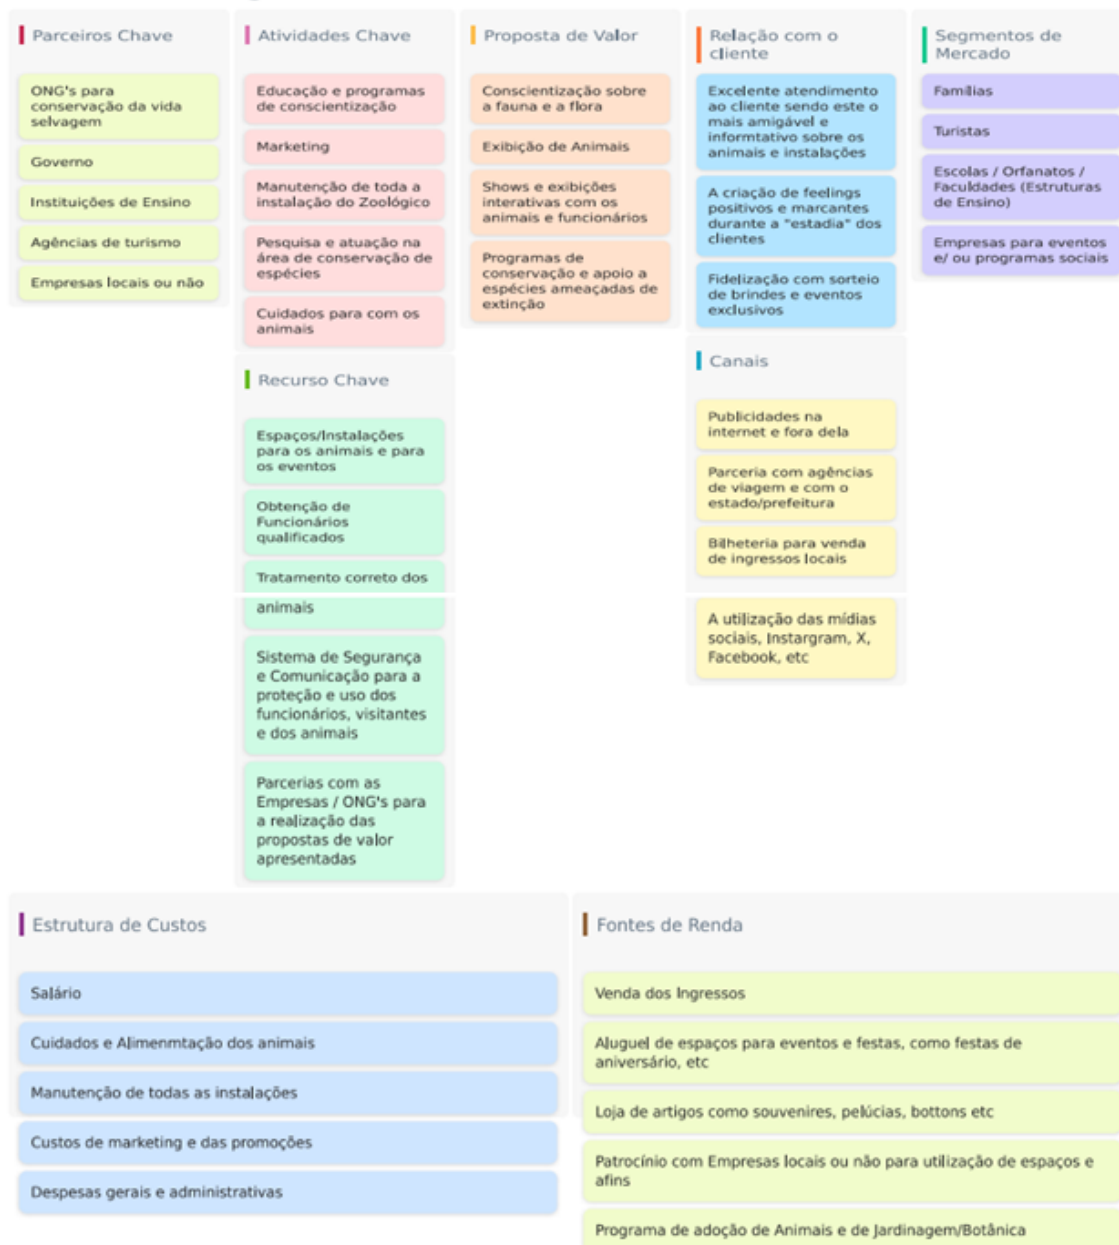 Parceiros Chave
ONG's para
conservação da vida
selvagem
Governo
Instituições de Ensino
Agências de turismo
Empresas locais ou não
Atividades Chave
Educação e programas
de conscientização
Marketing
Manutenção de toda a
instalação do Zoológico
Pesquisa e atuação na
área de conservação de
espécies
Cuidados para com os
animais
Recurso Chave
Espaços/Instalações
para os animais e para
os eventos
Obtenção de
Funcionários
qualificados
Tratamento correto dos
animais
Sistema de Segurança
e Comunicação para a
proteção e uso dos
funcionários, visitantes
e dos animais
Parcerias com as
Empresas / ONG's para
a realização das
propostas de valor
apresentadas
Proposta de Valor
Conscientização sobre
a fauna e a flora
Exibição de Animais
Shows e exibições
interativas com os
animais e funcionários
Programas de
conservação e apoio a
espécies ameaçadas de
extinção
Relação com o
cliente
Excelente atendimento
ao cliente sendo este o
mais amigável e
informtativo sobre os
animais e instalações
A criação de feelings
positivos e marcantes
durante a "estadia" dos
clientes
Fidelização com sorteio
de brindes e eventos
exclusivos
Canais
Publicidades na
internet e fora dela
Parceria com agências
de viagem e com o
estado/prefeitura
Bilheteria para venda
de ingressos locais
A utilização das mídias
sociais, Instargram, X,
Facebook, etc
Segmentos de
Mercado
Famílias
Turistas
Escolas / Orfanatos /
Faculdades (Estruturas
de Ensino)
Empresas para eventos
e/ ou programas sociais
Estrutura de Custos
Salário
Cuidados e Alimenmtação dos animais
Manutenção de todas as instalações
Custos de marketing e das promoções
Despesas gerais e administrativas
Fontes de Renda
Venda dos Ingressos
Aluguel de espaços para eventos e festas, como festas de
aniversário, etc
Loja de artigos como souvenires, pelúcias, bottons etc
Patrocínio com Empresas locais ou não para utilização de espaços e
afins
Programa de adoção de Animais e de Jardinagem/Botânica